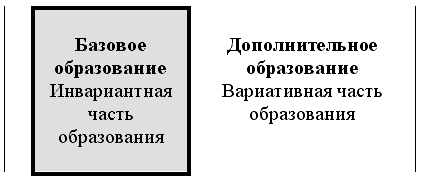 Базовое
образование
Инвариантная
часть
образования
Дополнительное
образование
Вариативная часть
образования